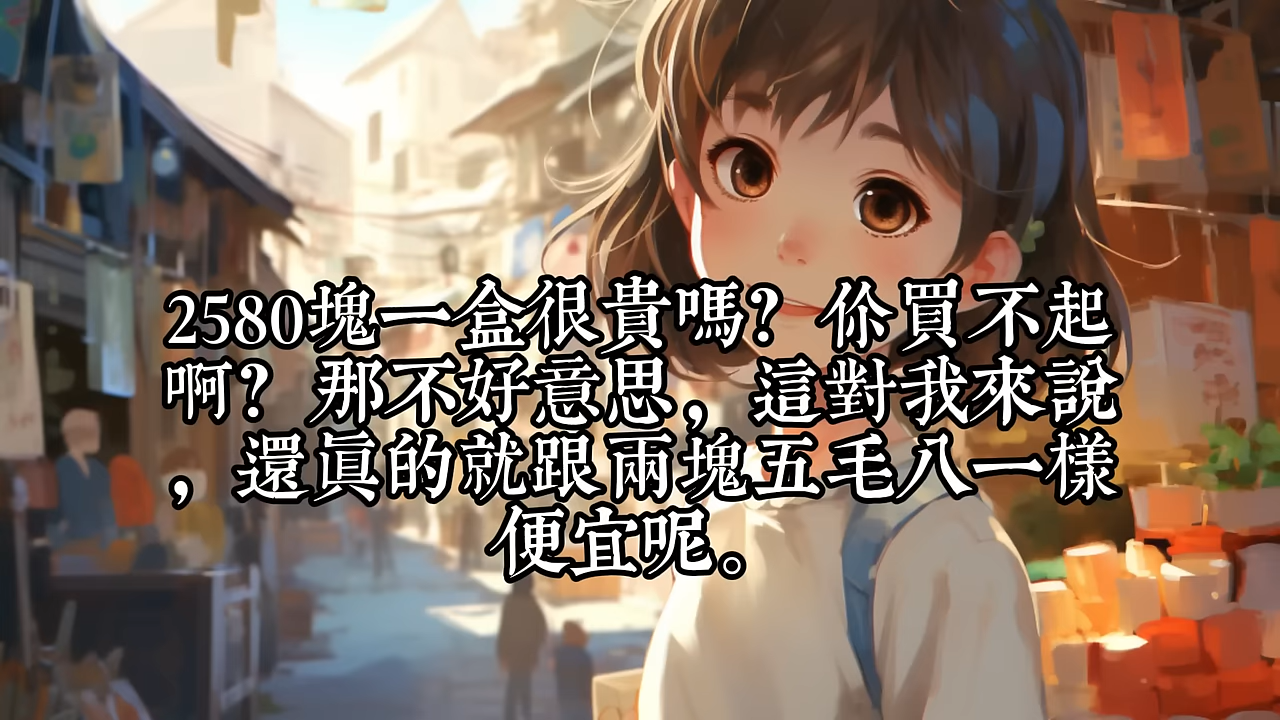 2580塊一盒很貴嗎？你買不起
啊？那不好意思，這對我來說
，還眞的就跟兩塊五毛八一樣
便宜呢。